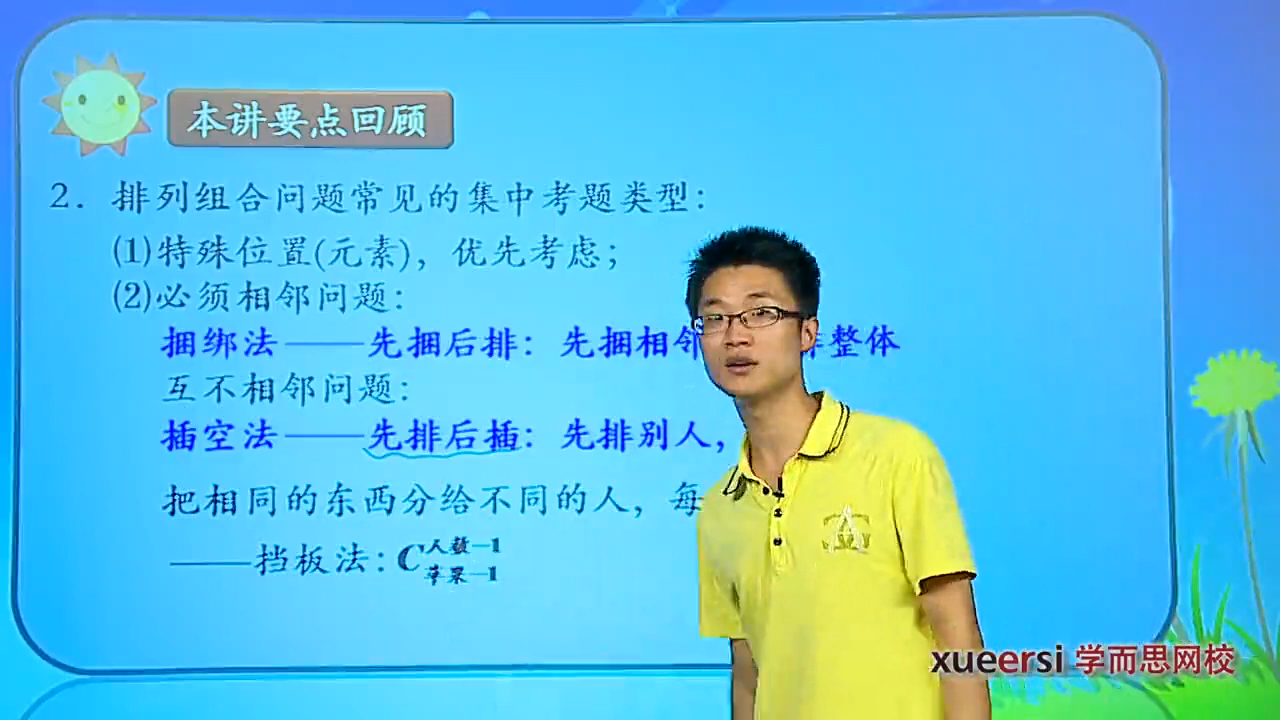 本讲要点回顾
2. 排列组合问题常见的集中考题类型：
(1)特殊位置(元素)，优先考虑；
(2)必须相邻问题：
捆绑法——先捆后排：先捆相邻 整体
互不相邻问题：
插空法——先排后插：先排别人，
把相同的东西分给不同的人，每
——挡板法：C人数-1苹果-1
xueersi 学而思网校